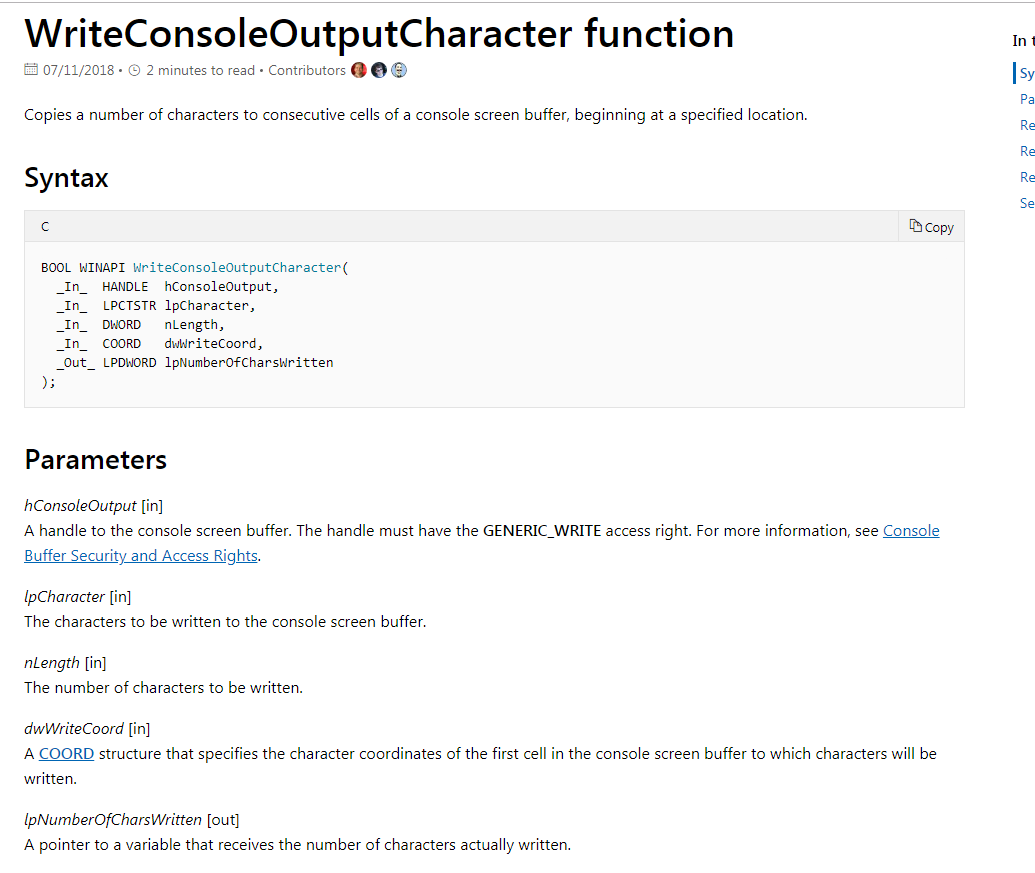 WriteConsoleOutputCharacter function
07/11/2018 • 2 minutes to read • Contributors
Copies a number of characters to consecutive cells of a console screen buffer, beginning at a specified location.
Syntax
C
Copy
BOOL WINAPI WriteConsoleOutputCharacter(
  _In_  HANDLE  hConsoleOutput,
  _In_  LPCTSTR lpCharacter,
  _In_  DWORD   nLength,
  _In_  COORD   dwWriteCoord,
  _Out_ LPDWORD lpNumberOfCharsWritten
);
Parameters
hConsoleOutput [in]
A handle to the console screen buffer. The handle must have the GENERIC_WRITE access right. For more information, see Console
Buffer Security and Access Rights.
lpCharacter [in]
The characters to be written to the console screen buffer.
nLength [in]
The number of characters to be written.
dwWriteCoord [in]
A COORD structure that specifies the character coordinates of the first cell in the console screen buffer to which characters will be
written.
lpNumberOfCharsWritten [out]
A pointer to a variable that receives the number of characters actually written.
In t
Sy
Pa
Re
Re
Re
Se